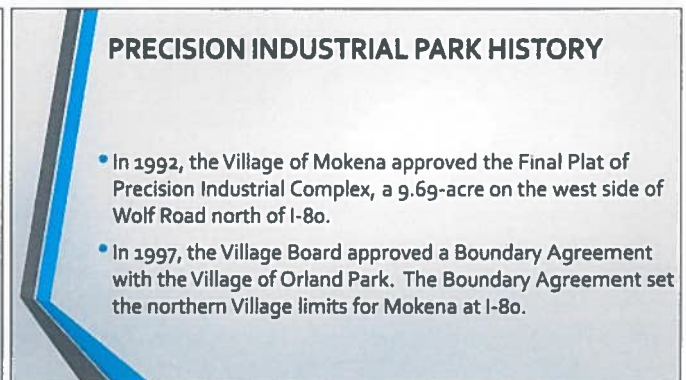 PRECISION INDUSTRIAL PARK HISTORY
• In 1992, the Village of Mokena approved the Final Plat of
Precision Industrial Complex, a 9.69-acre on the west side of
Wolf Road north of I-80.
• In 1997, the Village Board approved a Boundary Agreement
with the Village of Orland Park. The Boundary Agreement set
the northern Village limits for Mokena at I-80.